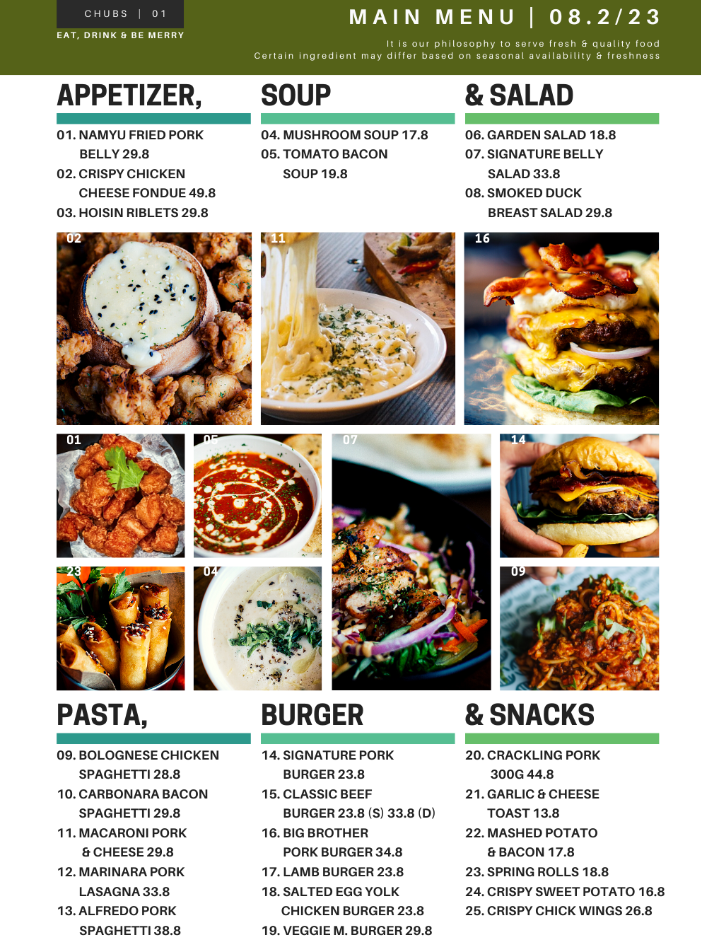 CHUBS | 01
EAT, DRINK & BE MERRY
MAIN MENU | 08.2/23
It is our philosophy to serve fresh & quality food
Certain ingredient may differ based on seasonal availability & freshness
APPETIZER,
01. NAMYU FRIED PORK
BELLY 29.8
02. CRISPY CHICKEN
CHEESE FONDUE 49.8
03. HOISIN RIBLETS 29.8
SOUP
04. MUSHROOM SOUP 17.8
05. TOMATO BACON
SOUP 19.8
& SALAD
06. GARDEN SALAD 18.8
07. SIGNATURE BELLY
SALAD 33.8
08. SMOKED DUCK
BREAST SALAD 29.8
02
11
16
01
05
07
14
23
04
09
PASTA,
09. BOLOGNESE CHICKEN
SPAGHETTI 28.8
10. CARBONARA BACON
SPAGHETTI 29.8
11. MACARONI PORK
& CHEESE 29.8
12. MARINARA PORK
LASAGNA 33.8
13. ALFREDO PORK
SPAGHETTI 38.8
BURGER
14. SIGNATURE PORK
BURGER 23.8
15. CLASSIC BEEF
BURGER 23.8 (S) 33.8 (D)
16. BIG BROTHER
PORK BURGER 34.8
17. LAMB BURGER 23.8
18. SALTED EGG YOLK
CHICKEN BURGER 23.8
19. VEGGIE M. BURGER 29.8
& SNACKS
20. CRACKLING PORK
300G 44.8
21. GARLIC & CHEESE
TOAST 13.8
22. MASHED POTATO
& BACON 17.8
23. SPRING ROLLS 18.8
24. CRISPY SWEET POTATO 16.8
25. CRISPY CHICK WINGS 26.8